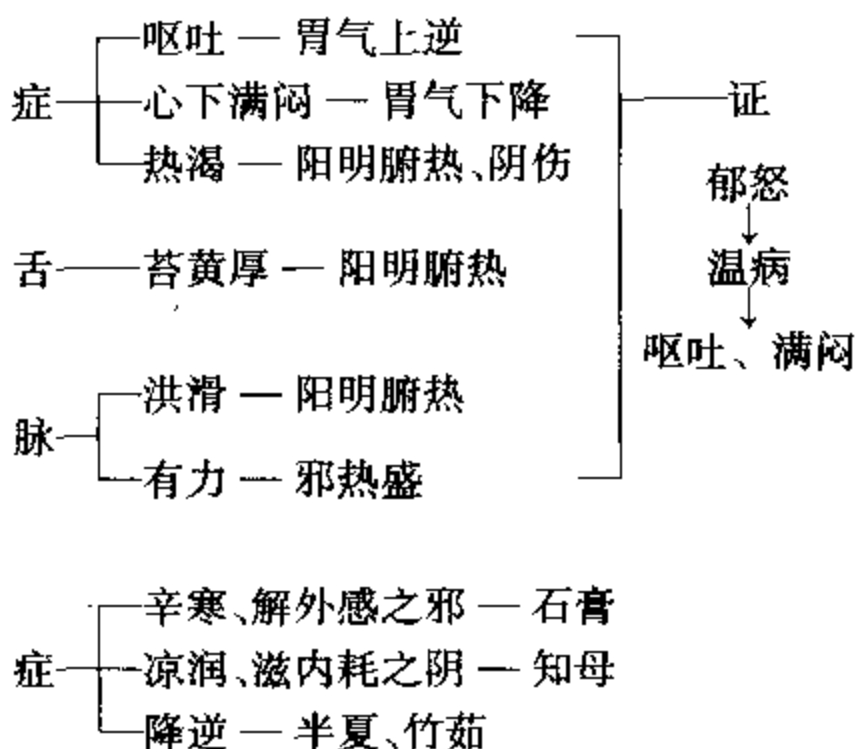 呕吐 — 胃气上逆
症 心下满闷 — 胃气下降 证
热渴 — 阳明腑热、阴伤
郁怒
舌 苔黄厚 — 阳明腑热 温病
呕吐、满闷
洪滑 — 阳明腑热
脉
有力 — 邪热盛
辛寒、解外感之邪 — 石膏
症 凉润、滋内耗之阴 — 知母
降逆 — 半夏、竹茹